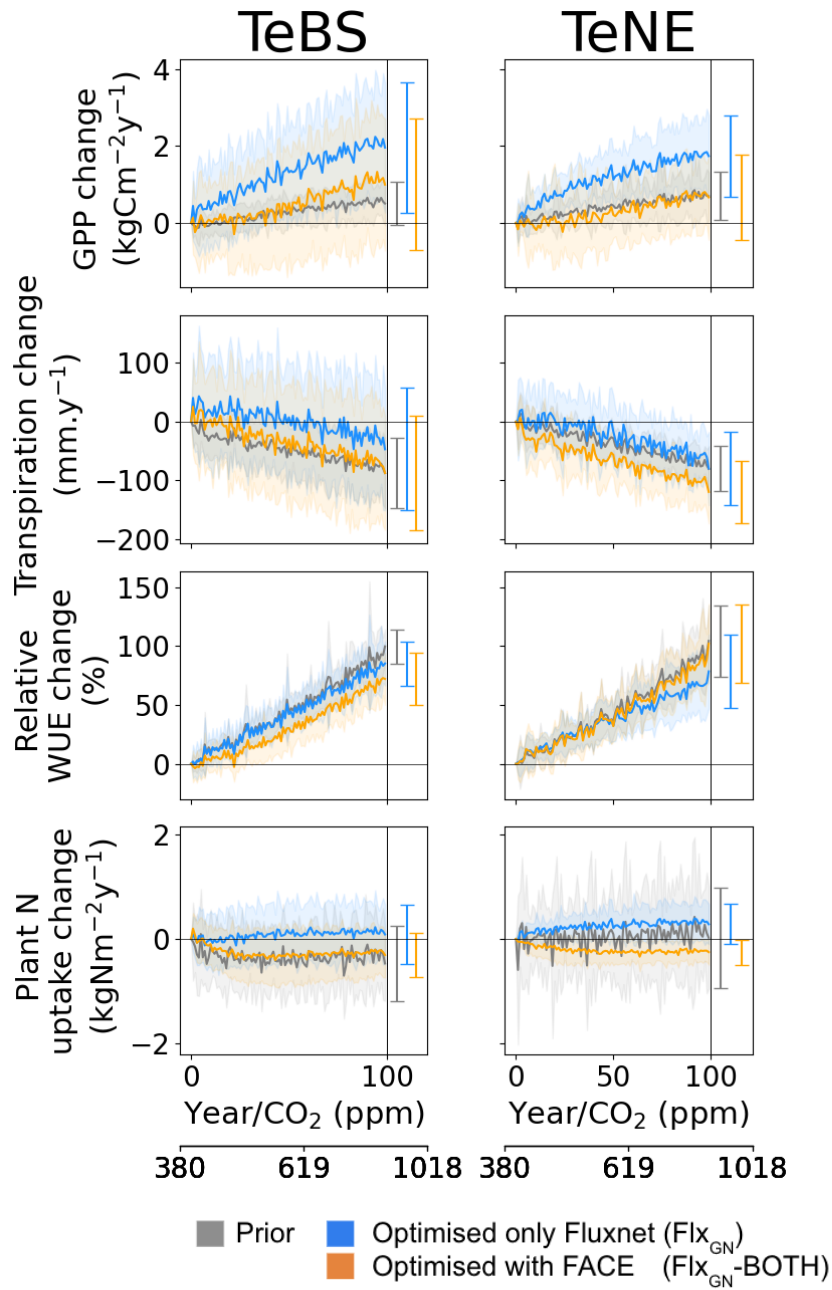 TeBS TeNE
GPP change
(kgCm⁻²y⁻¹)
4
2
0
Transpiration change
(mm.y⁻¹)
100
0
−100
−200
Relative
WUE change
(%)
150
100
50
0
Plant N
uptake change
(kgNm⁻²y⁻¹)
2
0
−2
0 100 0 50 100
Year/CO₂ (ppm) Year/CO₂ (ppm)
380 619 1018 380 619 1018
Prior Optimised only Fluxnet (Flx_GN)
Optimised with FACE (Flx_GN-BOTH)